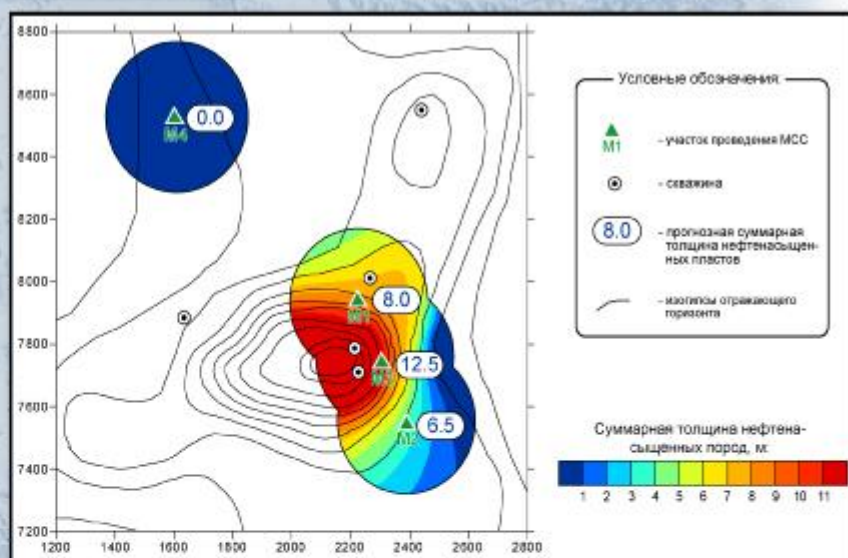 8800
8600
8400
8200
8000
7800
7600
7400
7200
1200 1400 1600 1800 2000 2200 2400 2600 2800
M4 0.0
M1 8.0
12.5
M2 6.5
Условные обозначения
M1 - участок проведения МСС
- скважина
8.0 - прогнозная суммарная
толщина нефтенасыщен-
ных пластов
- изогипсы отражающего
горизонта
Суммарная толщина нефтена-
сыщенных пород, м:
1 2 3 4 5 6 7 8 9 10 11